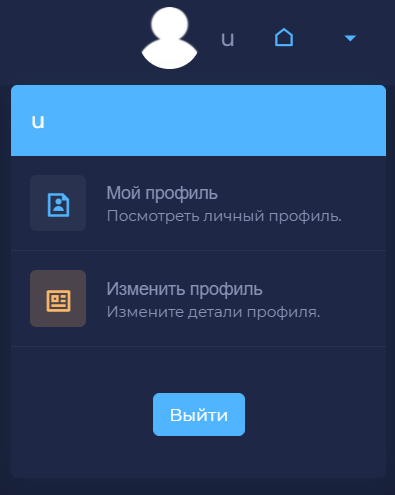 u
u
Мой профиль
Посмотреть личный профиль.
Изменить профиль
Измените детали профиля.
Выйти